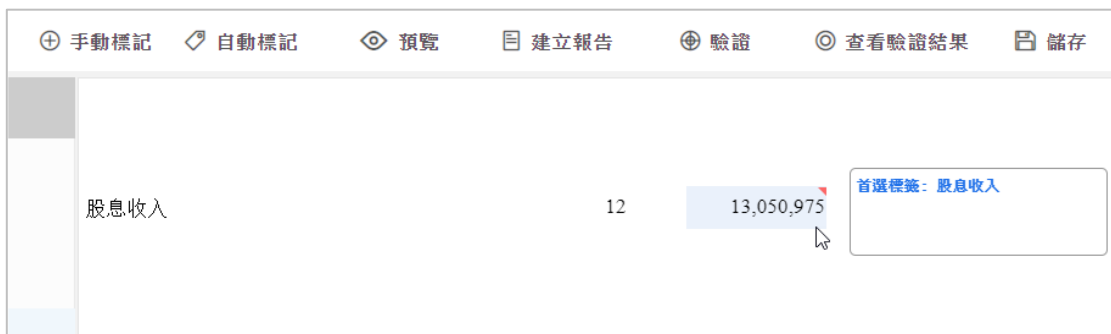 手動標記 自動標記 預覽 建立報告 驗證 查看驗證結果 儲存
首選標籤: 股息收入
股息收入 12 13,050,975